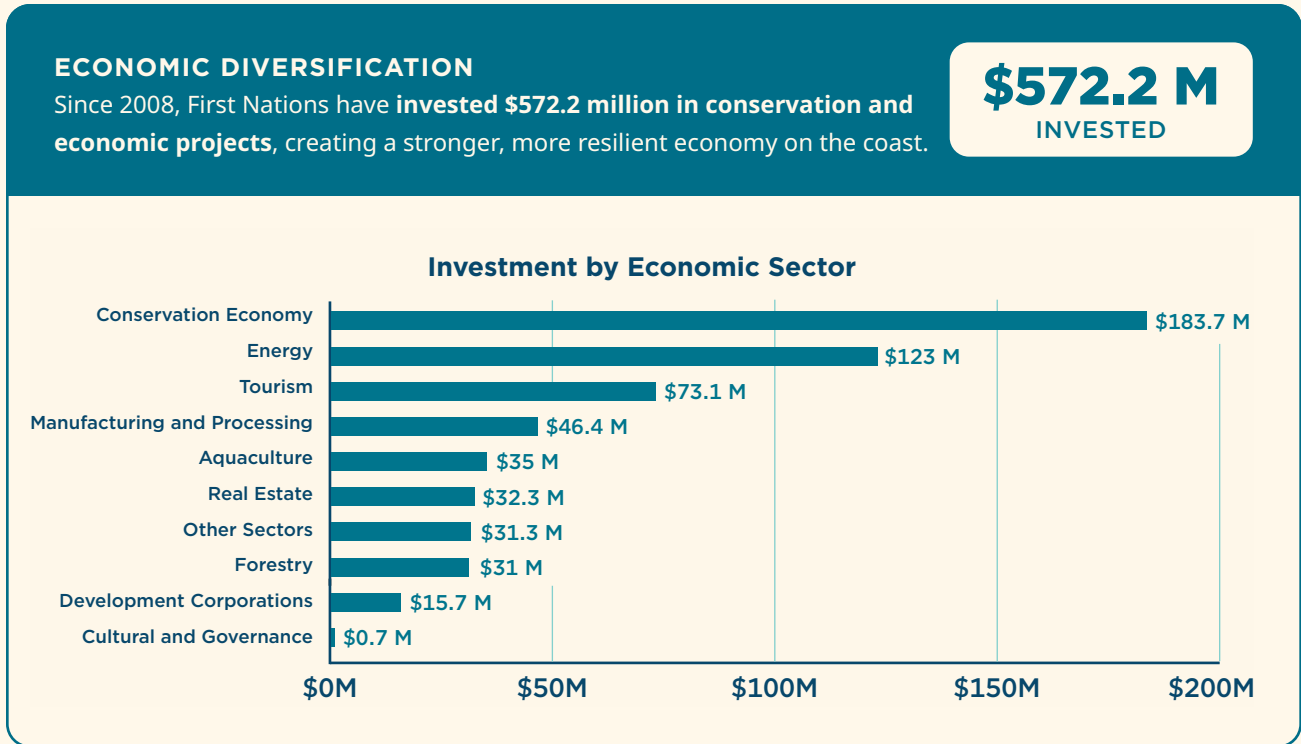 ECONOMIC DIVERSIFICATION
Since 2008, First Nations have invested $572.2 million in conservation and
economic projects, creating a stronger, more resilient economy on the coast.
$572.2 M
INVESTED
Investment by Economic Sector
Conservation Economy $183.7 M
Energy $123 M
Tourism $73.1 M
Manufacturing and Processing $46.4 M
Aquaculture $35 M
Real Estate $32.3 M
Other Sectors $31.3 M
Forestry $31 M
Development Corporations $15.7 M
Cultural and Governance $0.7 M
$0M $50M $100M $150M $200M